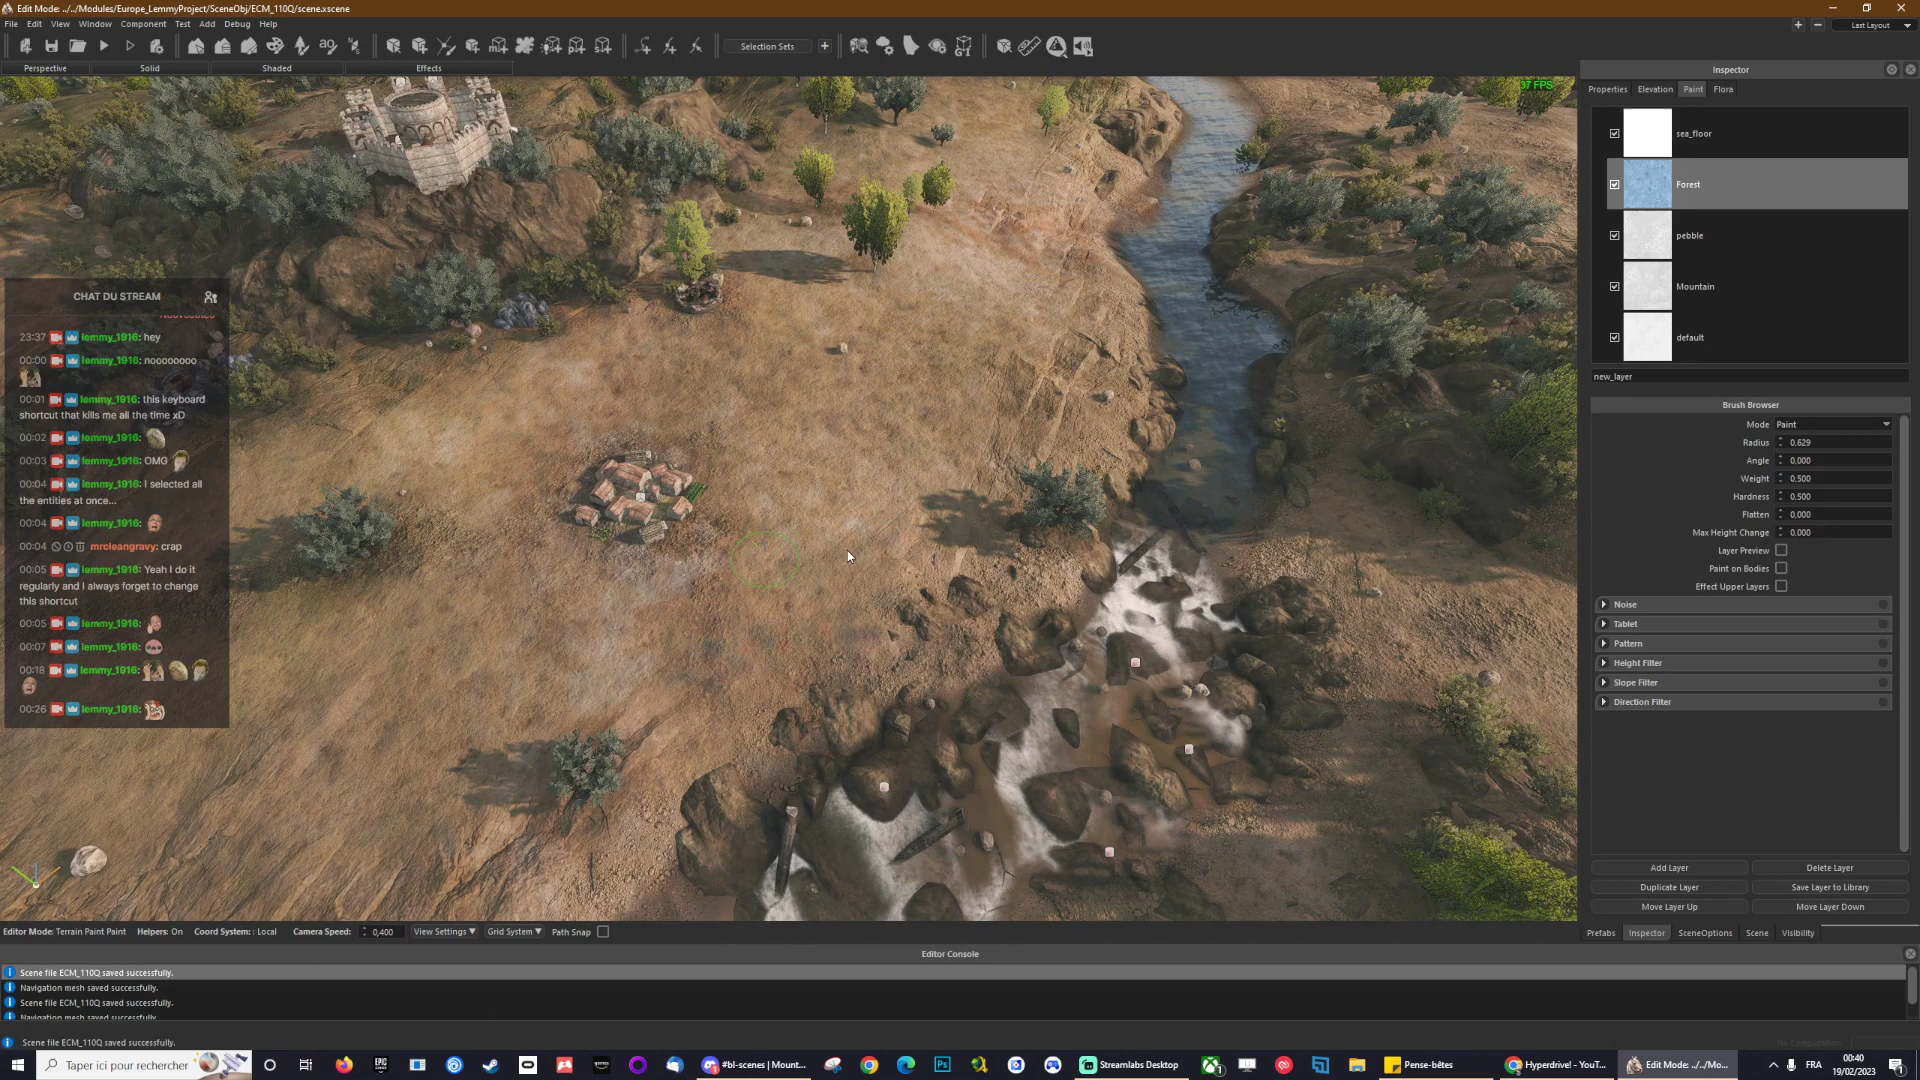 Edit Mode: ../../Modules/Europe_LemmyProject/SceneObj/ECM_110Q/scene.xscene
File Edit View Window Component Test Add Debug Help
Last Layout
Selection Sets
Perspective Solid Shaded Effects
37 FPS
Inspector
Properties Elevation Paint Flora
sea_floor
Forest
pebble
Mountain
default
new_layer
Brush Browser
Mode Paint
Radius 0,629
Angle 0,000
Weight 0,500
Hardness 0,500
Flatten 0,000
Max Height Change 0,000
Layer Preview
Paint on Bodies
Effect Upper Layers
Noise
Tablet
Pattern
Height Filter
Slope Filter
Direction Filter
Add Layer Delete Layer
Duplicate Layer Save Layer to Library
Move Layer Up Move Layer Down
Prefabs Inspector SceneOptions Scene Visibility
CHAT DU STREAM
23:37 lemmy_1916: hey
00:00 lemmy_1916: noooooooo
00:01 lemmy_1916: this keyboard
shortcut that kills me all the time xD
00:02 lemmy_1916:
00:03 lemmy_1916: OMG
00:04 lemmy_1916: I selected all
the entities at once...
00:04 lemmy_1916:
00:04 mrcleangravy: crap
00:05 lemmy_1916: Yeah I do it
regularly and I always forget to change
this shortcut
00:05 lemmy_1916:
00:07 lemmy_1916:
00:18 lemmy_1916:
00:26 lemmy_1916:
Editor Mode: Terrain Paint Paint Helpers: On Coord System: : Local Camera Speed: 0,400 View Settings Grid System Path Snap
Editor Console
Scene file ECM_110Q saved successfully.
Navigation mesh saved successfully.
Scene file ECM_110Q saved successfully.
Navigation mesh saved successfully.
Scene file ECM_110Q saved successfully.
Taper ici pour rechercher
#bl-scenes | Mount...
Streamlabs Desktop
Pense-bêtes
Hyperdrive! - YouT...
Edit Mode: ../../Mo...
FRA
00:40
19/02/2023